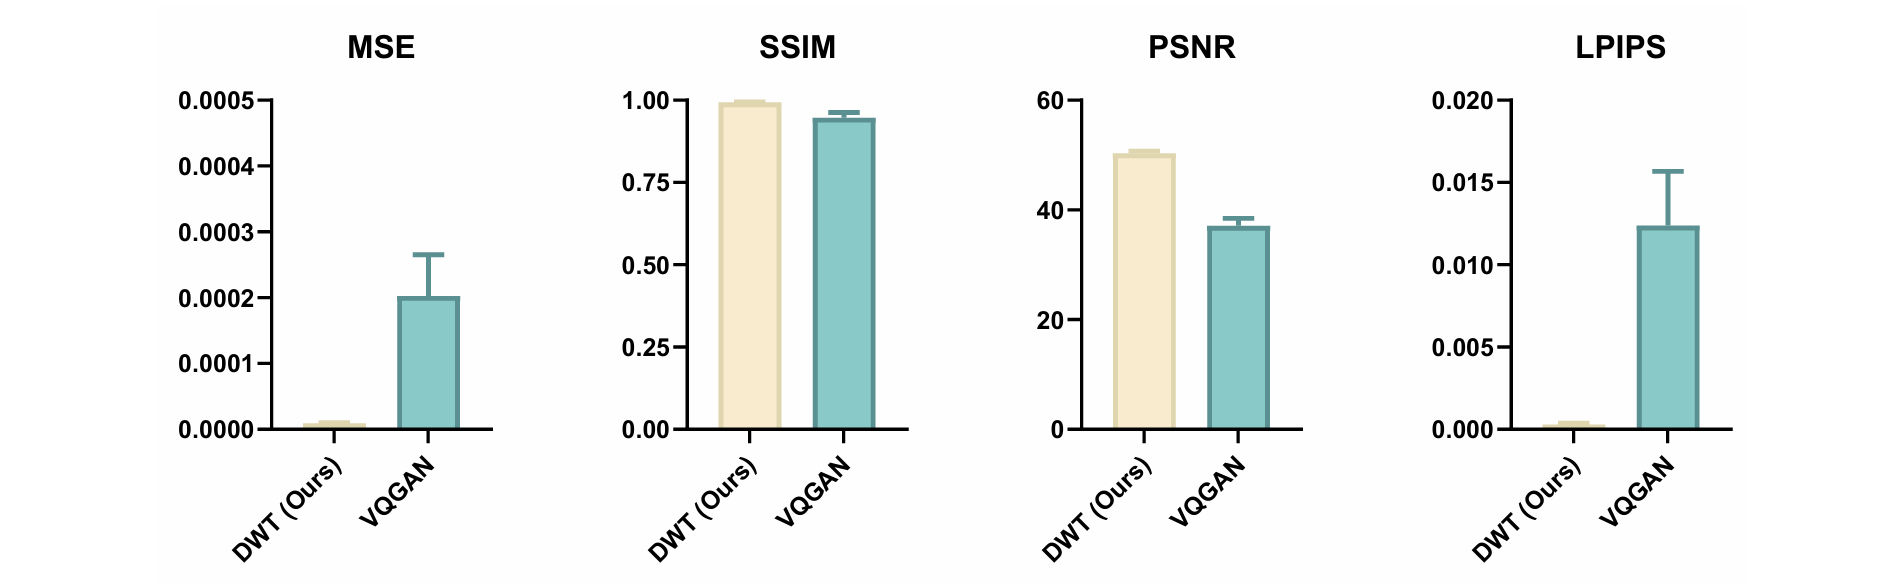 MSE
0.0005
0.0004
0.0003
0.0002
0.0001
0.0000
DWT (Ours)
VQGAN
SSIM
1.00
0.75
0.50
0.25
0.00
DWT (Ours)
VQGAN
PSNR
60
40
20
0
DWT (Ours)
VQGAN
LPIPS
0.020
0.015
0.010
0.005
0.000
DWT (Ours)
VQGAN